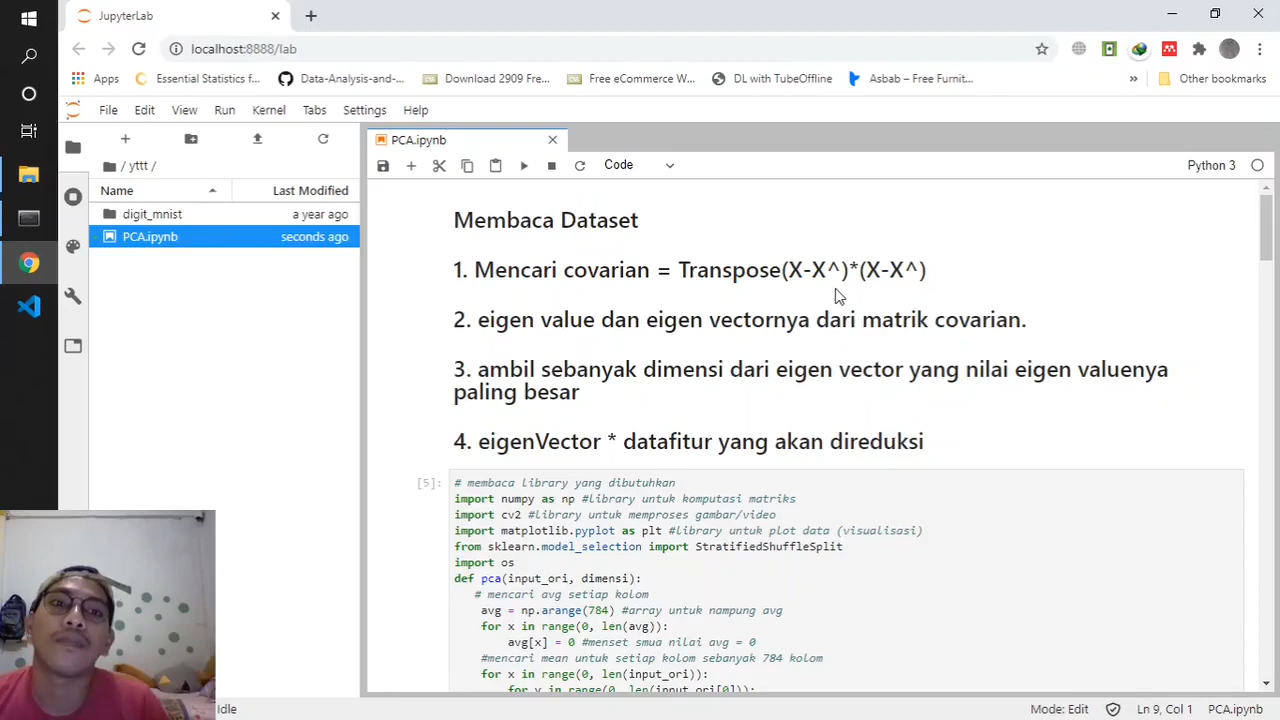 JupyterLab
localhost:8888/lab
Apps
Essential Statistics f...
Data-Analysis-and-...
Download 2909 Fre...
Free eCommerce W...
DL with TubeOffline
Asbab – Free Furnit...
»
Other bookmarks
File Edit View Run Kernel Tabs Settings Help
/ yttt /
Name Last Modified
digit_mnist a year ago
PCA.ipynb seconds ago
PCA.ipynb
Code
Python 3
Membaca Dataset
1. Mencari covarian = Transpose(X-X^)*(X-X^)
2. eigen value dan eigen vectornya dari matrik covarian.
3. ambil sebanyak dimensi dari eigen vector yang nilai eigen valuenya
paling besar
4. eigenVector * datafitur yang akan direduksi
[5]:
# membaca library yang dibutuhkan
import numpy as np #library untuk komputasi matriks
import cv2 #library untuk memproses gambar/video
import matplotlib.pyplot as plt #library untuk plot data (visualisasi)
from sklearn.model_selection import StratifiedShuffleSplit
import os
def pca(input_ori, dimensi):
# mencari avg setiap kolom
avg = np.arange(784) #array untuk nampung avg
for x in range(0, len(avg)):
avg[x] = 0 #menset smua nilai avg = 0
#mencari mean untuk setiap kolom sebanyak 784 kolom
for x in range(0, len(input_ori)):
for y in range(0, len(input_ori[0])):
Idle
Mode: Edit
Ln 9, Col 1
PCA.ipynb